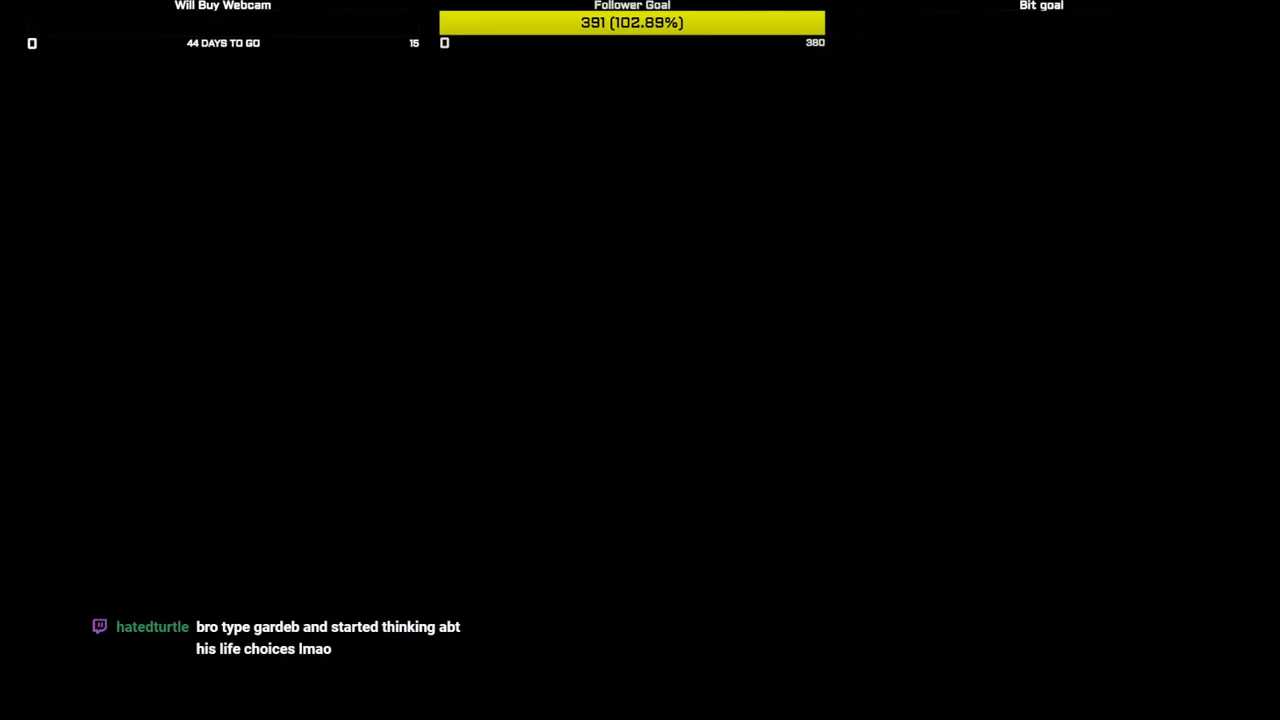 Will Buy Webcam
Follower Goal
Bit goal
391 (102.89%)
0
44 DAYS TO GO
15
0
380
hatedturtle bro type gardeb and started thinking abt
his life choices lmao